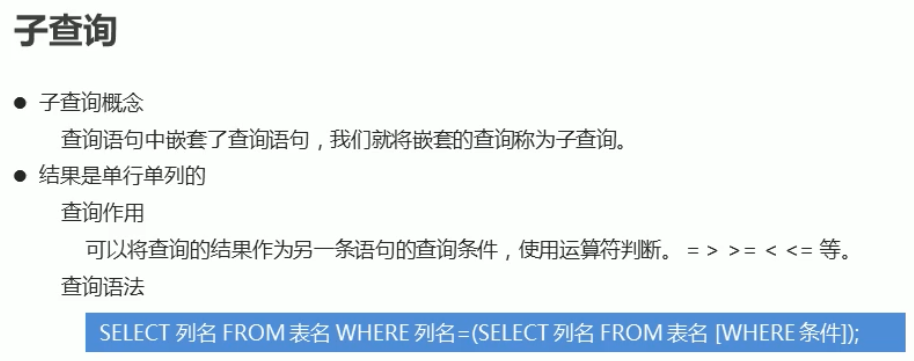 子查询
● 子查询概念
查询语句中嵌套了查询语句，我们就将嵌套的查询称为子查询。
● 结果是单行单列的
查询作用
可以将查询的结果作为另一条语句的查询条件，使用运算符判断。 = > >= < <= 等。
查询语法
SELECT 列名 FROM 表名 WHERE 列名=(SELECT 列名 FROM 表名 [WHERE 条件]);